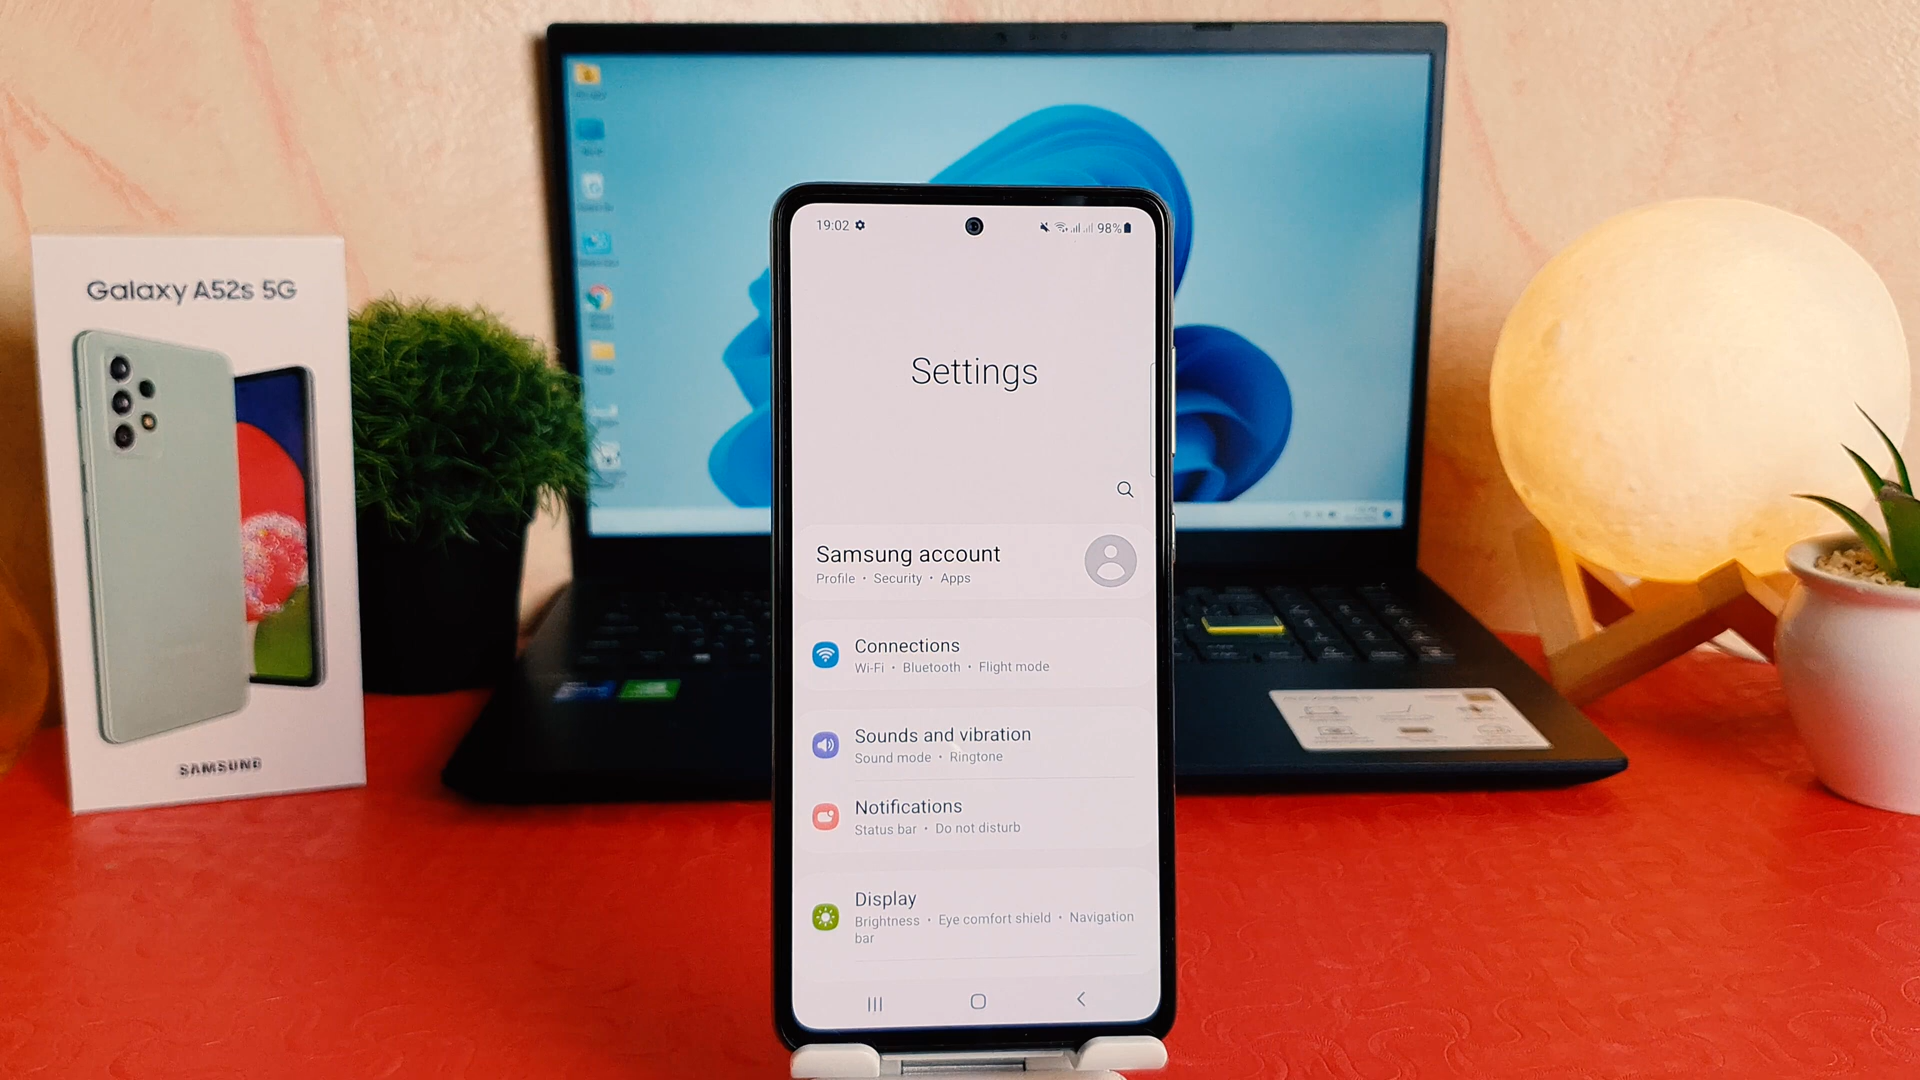 Galaxy A52s 5G
SAMSUNG
19:02
98%
Settings
Samsung account
Profile • Security • Apps
Connections
Wi-Fi • Bluetooth • Flight mode
Sounds and vibration
Sound mode • Ringtone
Notifications
Status bar • Do not disturb
Display
Brightness • Eye comfort shield • Navigation
bar